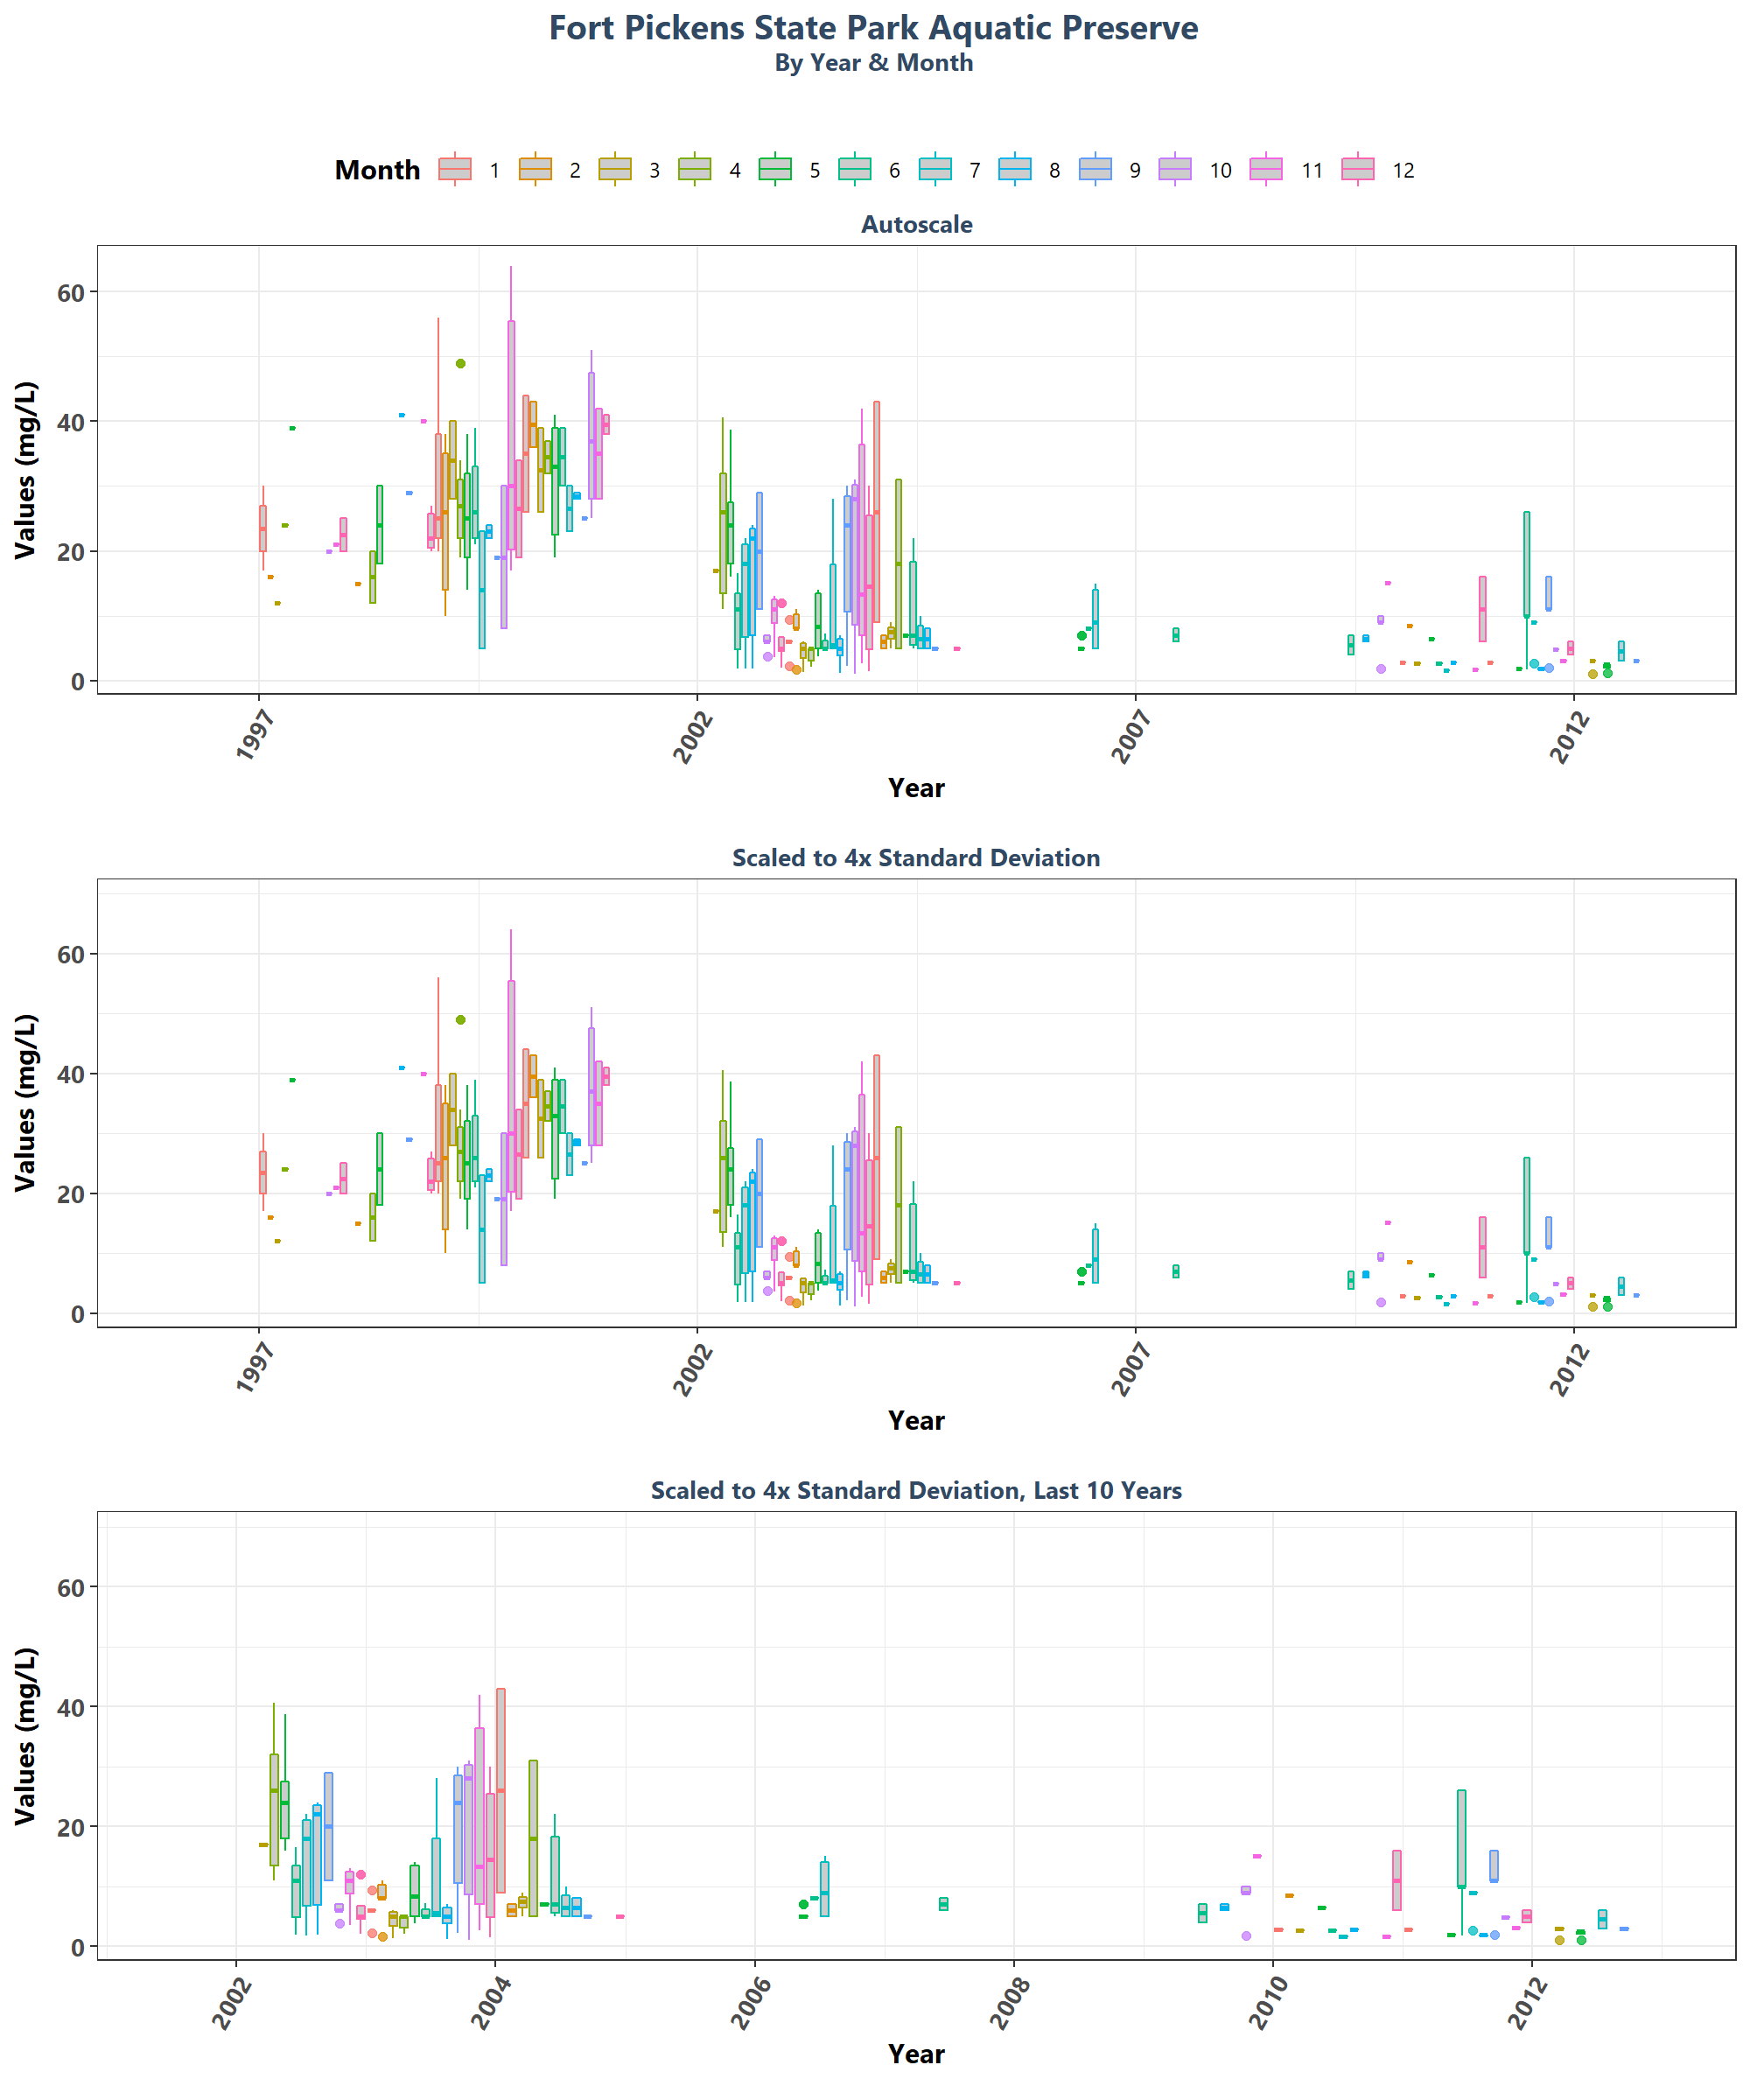 Fort Pickens State Park Aquatic Preserve
By Year & Month
Month 1 2 3 4 5 6 7 8 9 10 11 12
Autoscale
Values (mg/L)
60
40
20
0
1997 2002 2007 2012
Year
Scaled to 4x Standard Deviation
Values (mg/L)
60
40
20
0
1997 2002 2007 2012
Year
Scaled to 4x Standard Deviation, Last 10 Years
Values (mg/L)
60
40
20
0
2002 2004 2006 2008 2010 2012
Year